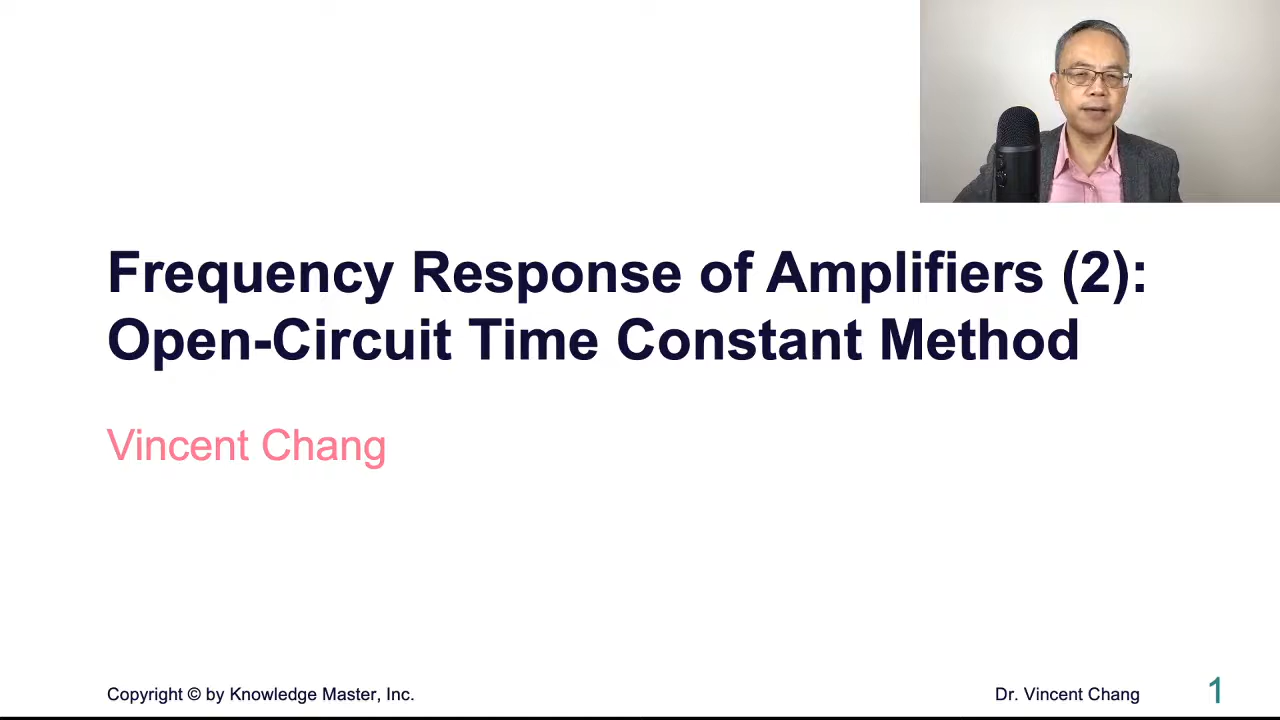 Frequency Response of Amplifiers (2):
Open-Circuit Time Constant Method
Vincent Chang
Copyright © by Knowledge Master, Inc.
Dr. Vincent Chang
1